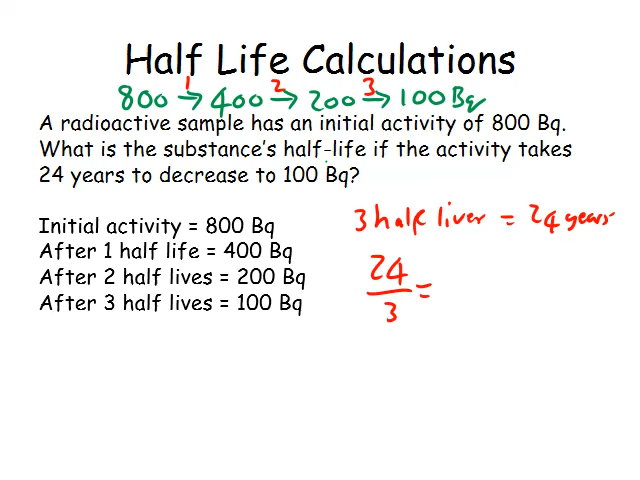 Half Life Calculations
800 →¹ 400 →² 200 →³ 100 Bq
A radioactive sample has an initial activity of 800 Bq.
What is the substance's half-life if the activity takes
24 years to decrease to 100 Bq?
Initial activity = 800 Bq
After 1 half life = 400 Bq
After 2 half lives = 200 Bq
After 3 half lives = 100 Bq
3 half lives = 24 years
24
3 =